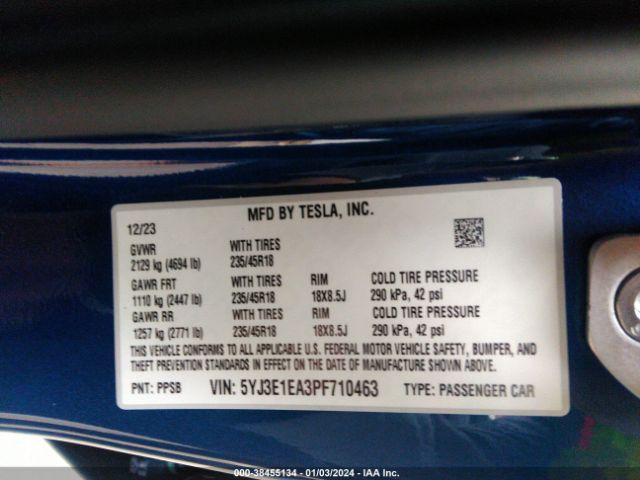 MFD BY TESLA, INC.
12/23
GVWR WITH TIRES
2129 kg (4694 lb) 235/45R18
GAWR FRT WITH TIRES RIM COLD TIRE PRESSURE
1110 kg (2447 lb) 235/45R18 18X8.5J 290 kPa, 42 psi
GAWR RR WITH TIRES RIM COLD TIRE PRESSURE
1257 kg (2771 lb) 235/45R18 18X8.5J 290 kPa, 42 psi
THIS VEHICLE CONFORMS TO ALL APPLICABLE U.S. FEDERAL MOTOR VEHICLE SAFETY, BUMPER, AND
THEFT PREVENTION STANDARDS IN EFFECT ON THE DATE OF MANUFACTURE SHOWN ABOVE.
PNT: PPSB VIN: 5YJ3E1EA3PF710463 TYPE: PASSENGER CAR
000-38455134 - 01/03/2024 - IAA Inc.